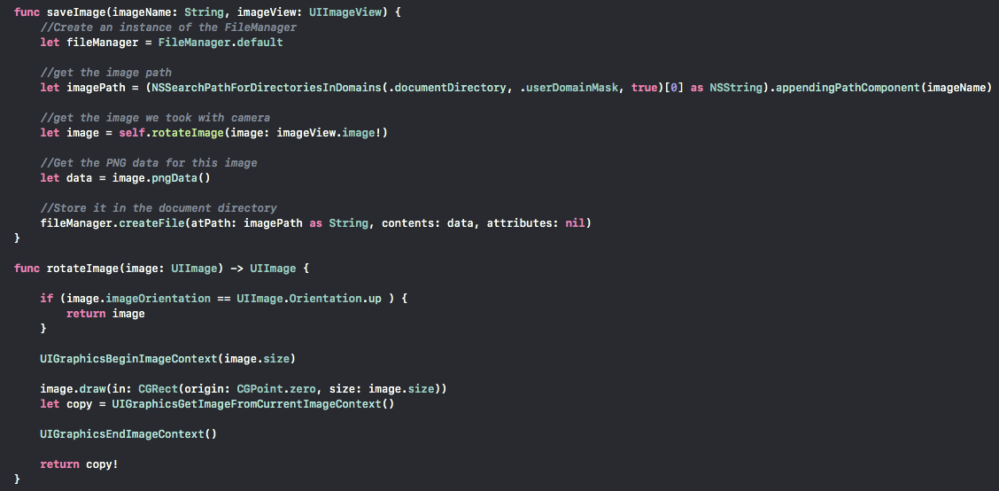 func saveImage(imageName: String, imageView: UIImageView) {
//Create an instance of the FileManager
let fileManager = FileManager.default
//get the image path
let imagePath = (NSSearchPathForDirectoriesInDomains(.documentDirectory, .userDomainMask, true)[0] as NSString).appendingPathComponent(imageName)
//get the image we took with camera
let image = self.rotateImage(image: imageView.image!)
//Get the PNG data for this image
let data = image.pngData()
//Store it in the document directory
fileManager.createFile(atPath: imagePath as String, contents: data, attributes: nil)
}
func rotateImage(image: UIImage) -> UIImage {
if (image.imageOrientation == UIImage.Orientation.up ) {
return image
}
UIGraphicsBeginImageContext(image.size)
image.draw(in: CGRect(origin: CGPoint.zero, size: image.size))
let copy = UIGraphicsGetImageFromCurrentImageContext()
UIGraphicsEndImageContext()
return copy!
}